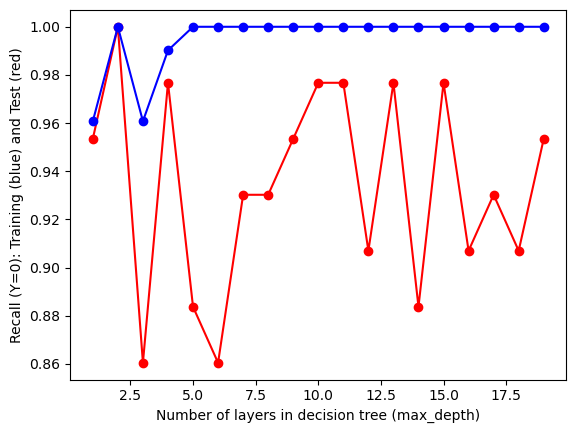 1.00
0.98
0.96
0.94
0.92
0.90
0.88
0.86
Recall (Y=0): Training (blue) and Test (red)
2.5 5.0 7.5 10.0 12.5 15.0 17.5
Number of layers in decision tree (max_depth)